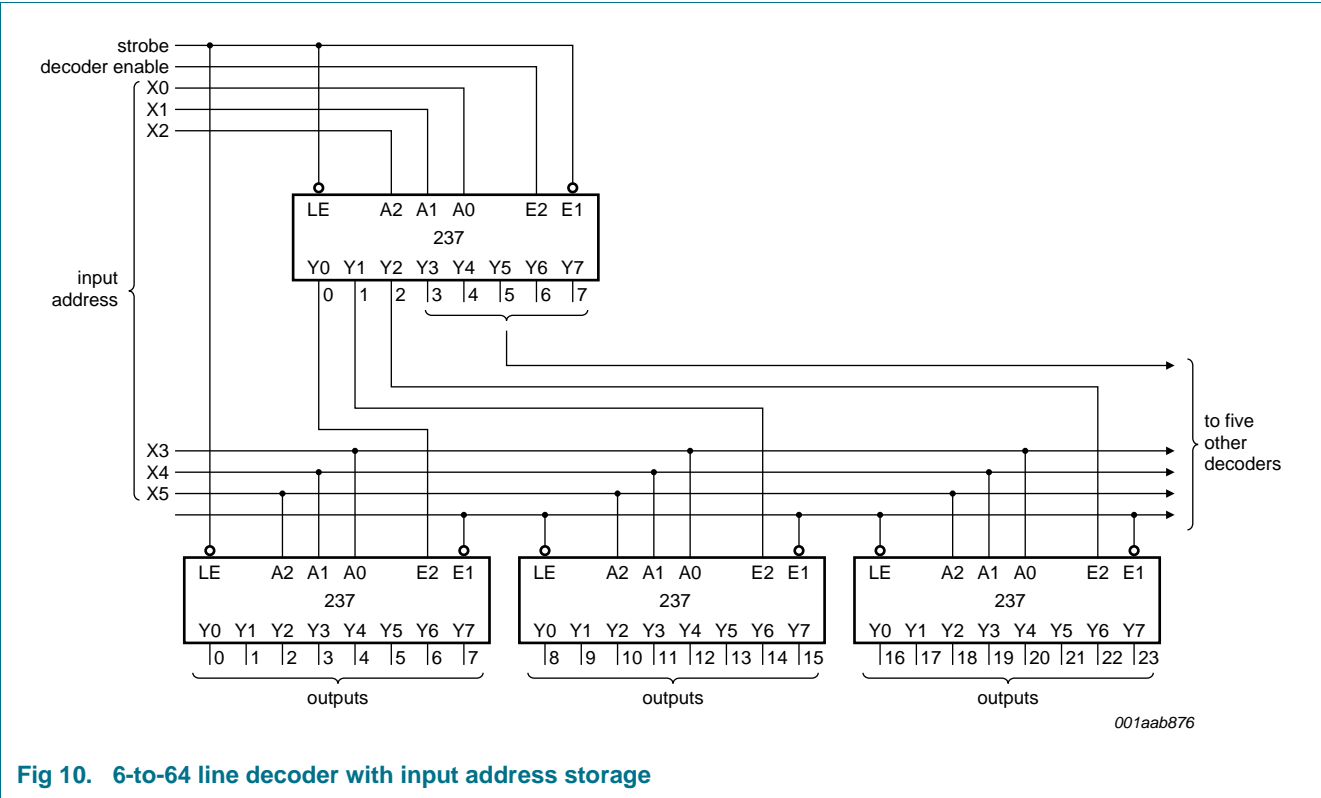 strobe
decoder enable
X0
X1
X2
LE A2 A1 A0 E2 E1
237
Y0 Y1 Y2 Y3 Y4 Y5 Y6 Y7
0 1 2 3 4 5 6 7
input
address
X3
X4
X5
to five
other
decoders
LE A2 A1 A0 E2 E1
237
Y0 Y1 Y2 Y3 Y4 Y5 Y6 Y7
0 1 2 3 4 5 6 7
outputs
LE A2 A1 A0 E2 E1
237
Y0 Y1 Y2 Y3 Y4 Y5 Y6 Y7
8 9 10 11 12 13 14 15
outputs
LE A2 A1 A0 E2 E1
237
Y0 Y1 Y2 Y3 Y4 Y5 Y6 Y7
16 17 18 19 20 21 22 23
outputs
001aab876
Fig 10. 6-to-64 line decoder with input address storage